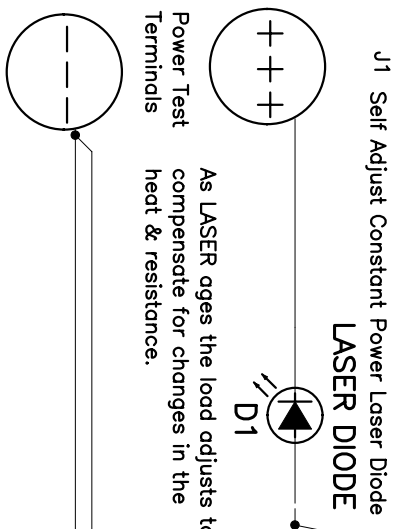 J1 Self Adjust Constant Power Laser Diode
LASER DIODE
D1
+ + +
Power Test
Terminals
– – –
As LASER ages the load adjusts to
compensate for changes in the
heat & resistance.